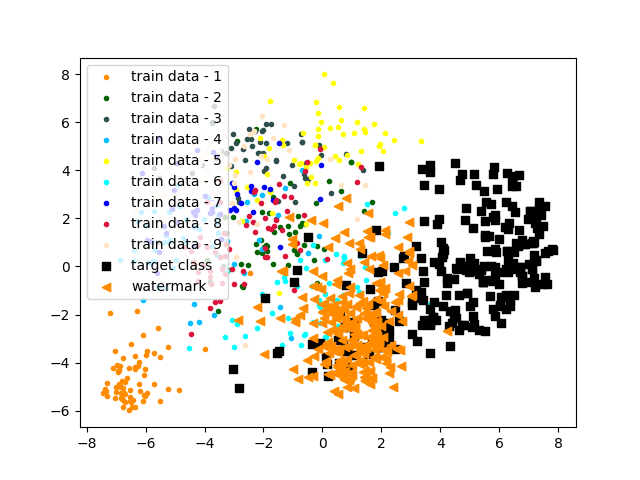 train data - 1
train data - 2
train data - 3
train data - 4
train data - 5
train data - 6
train data - 7
train data - 8
train data - 9
target class
watermark
8
6
4
2
0
−2
−4
−6
−8 −6 −4 −2 0 2 4 6 8